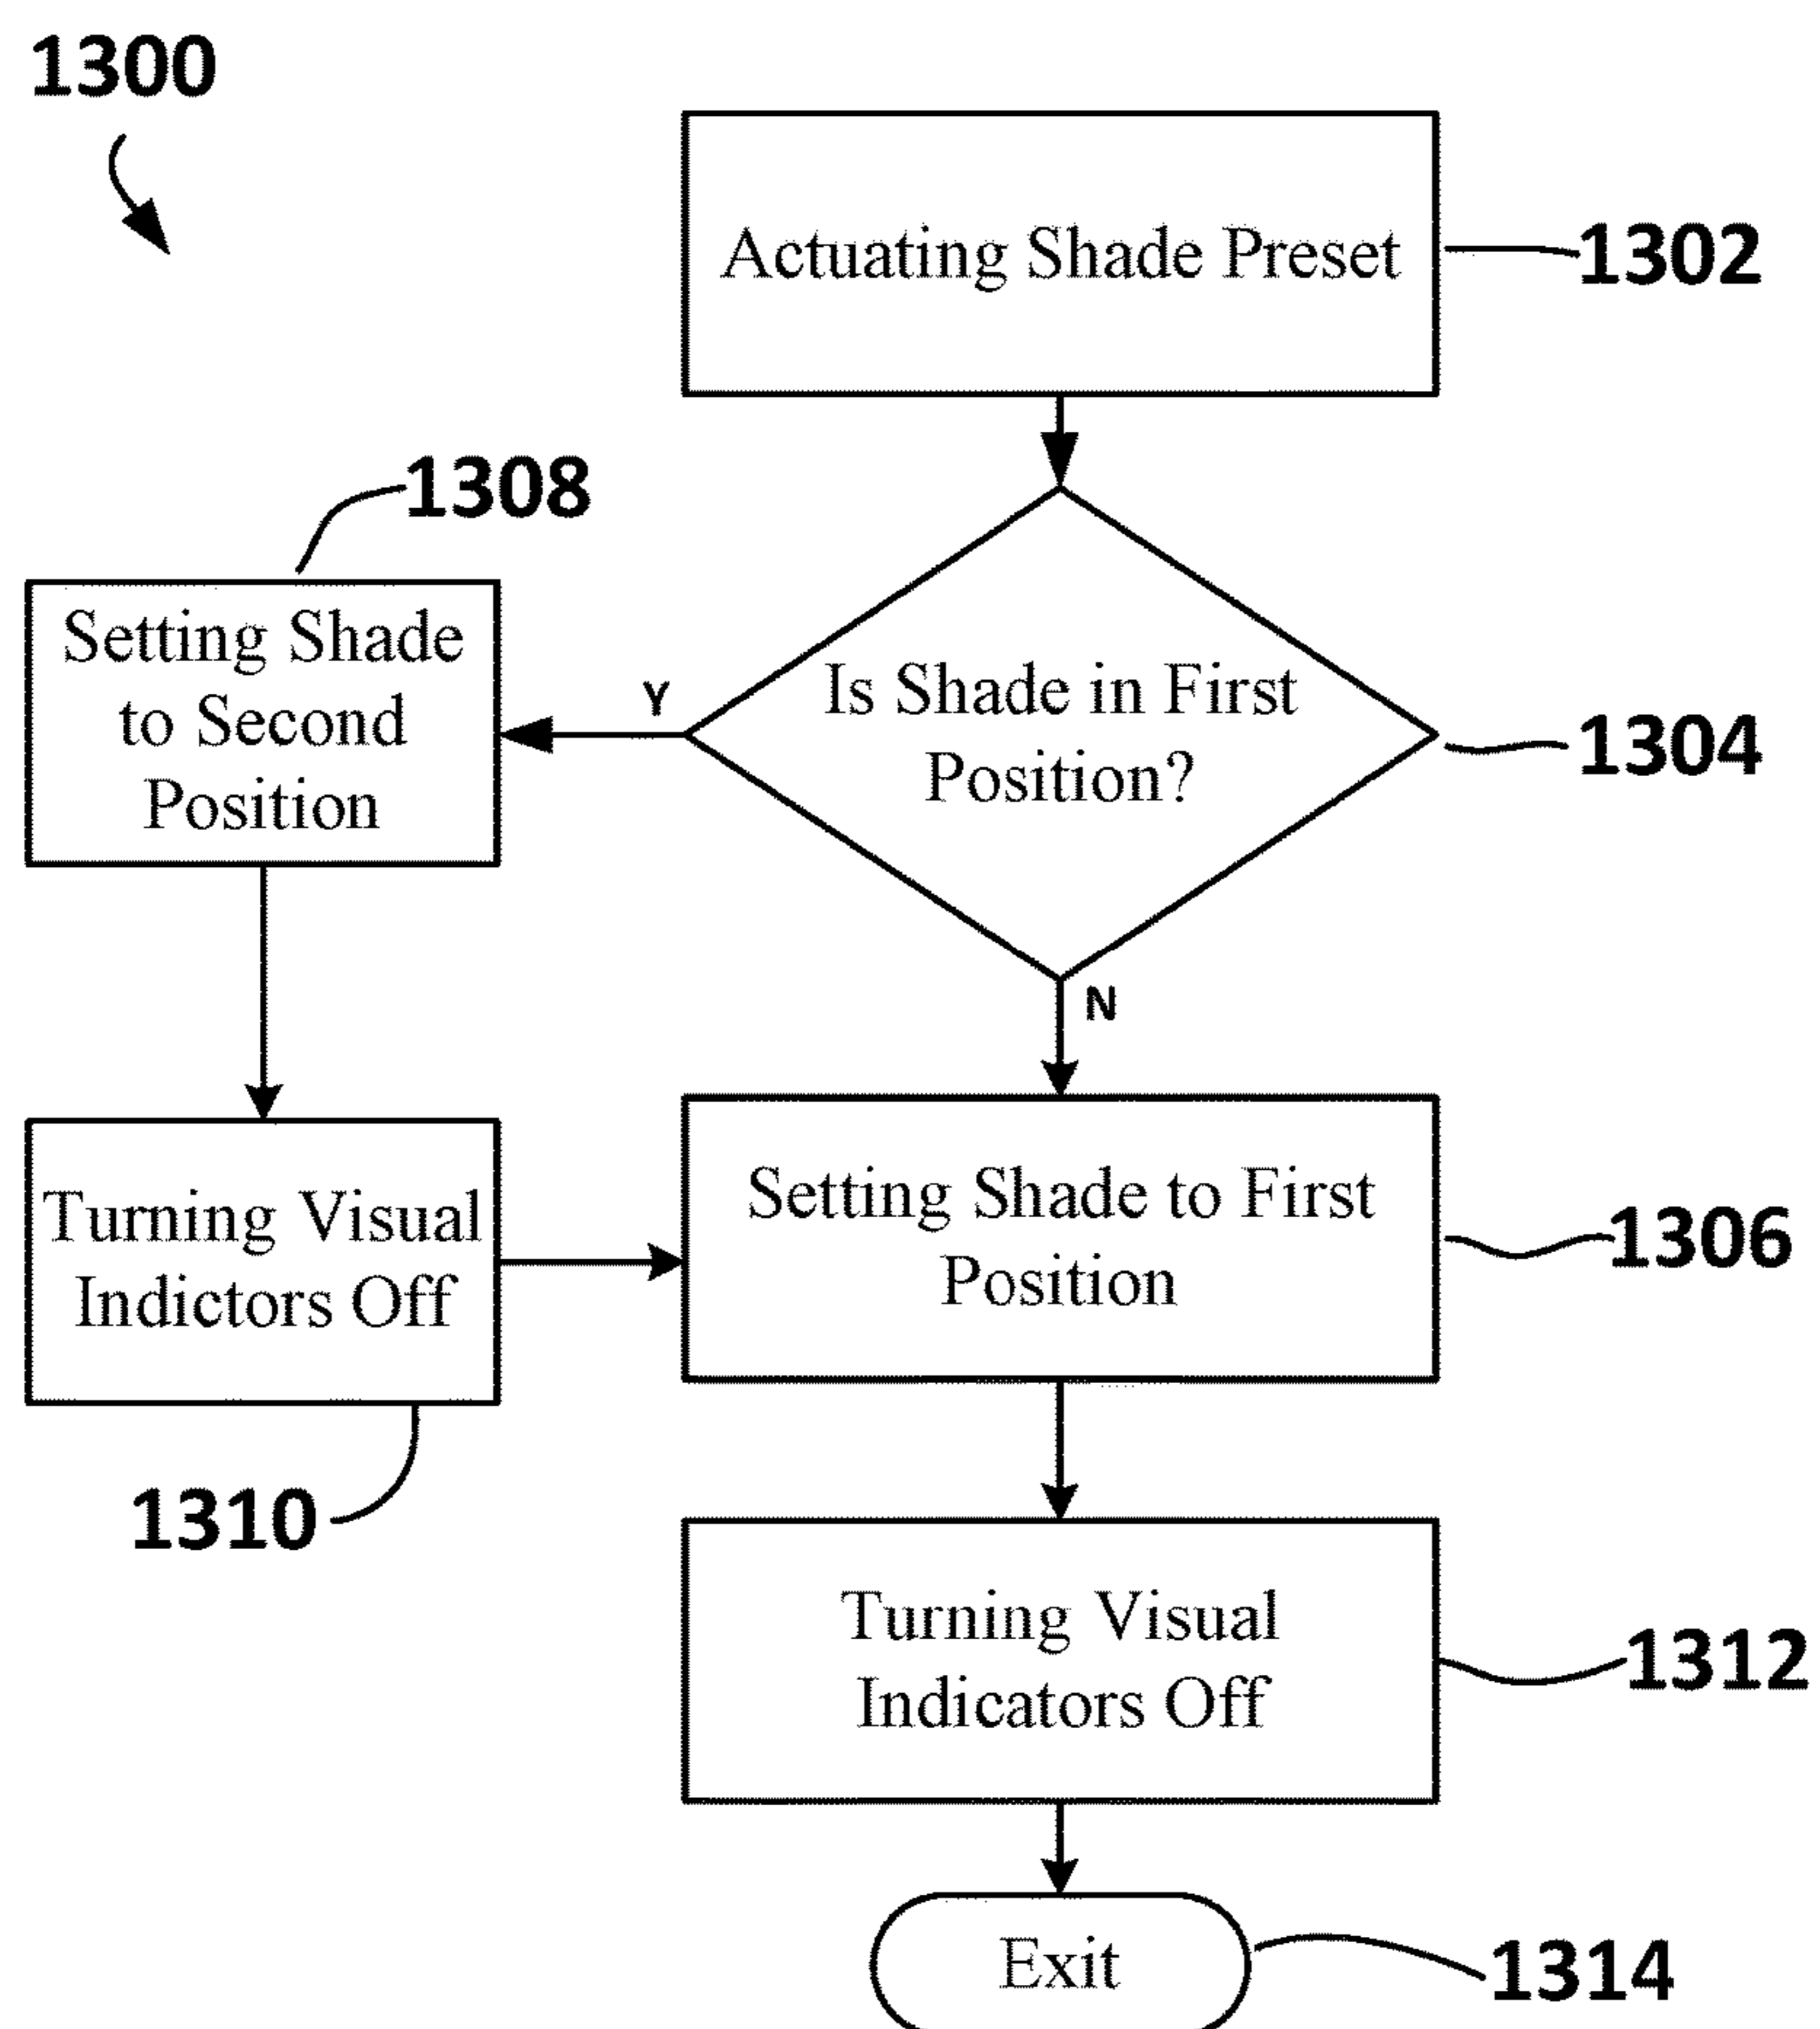 1300
Actuating Shade Preset
1302
1308
Setting Shade
to Second
Position
Y
Is Shade in First
Position?
1304
N
Turning Visual
Indictors Off
1310
Setting Shade to First
Position
1306
Turning Visual
Indicators Off
1312
Exit
1314